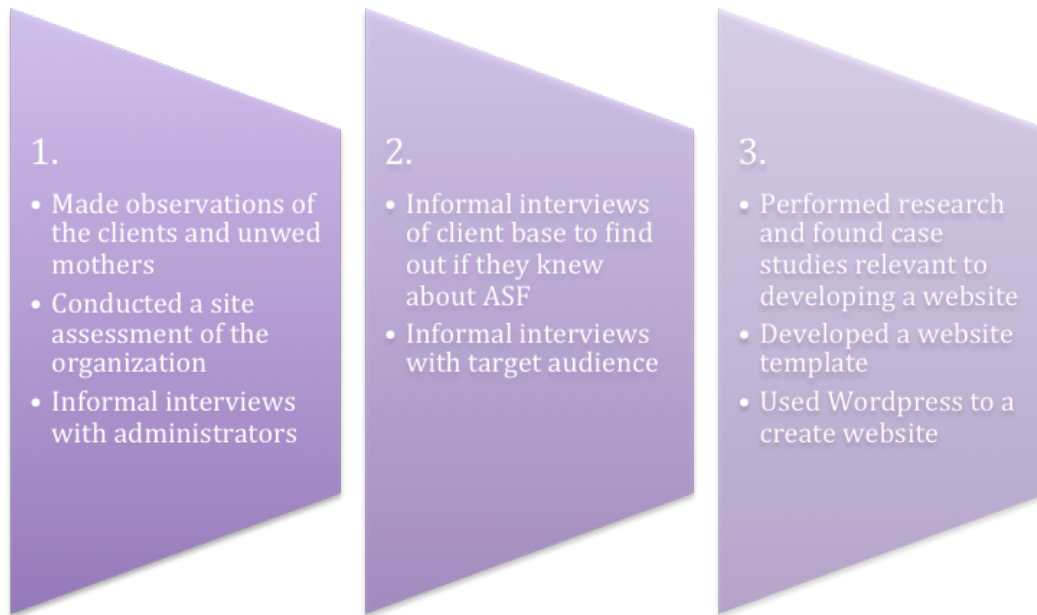 1.
• Made observations of
the clients and unwed
mothers
• Conducted a site
assessment of the
organization
• Informal interviews
with administrators
2.
• Informal interviews
of client base to find
out if they knew
about ASF
• Informal interviews
with target audience
3.
• Performed research
and found case
studies relevant to
developing a website
• Developed a website
template
• Used Wordpress to a
create website